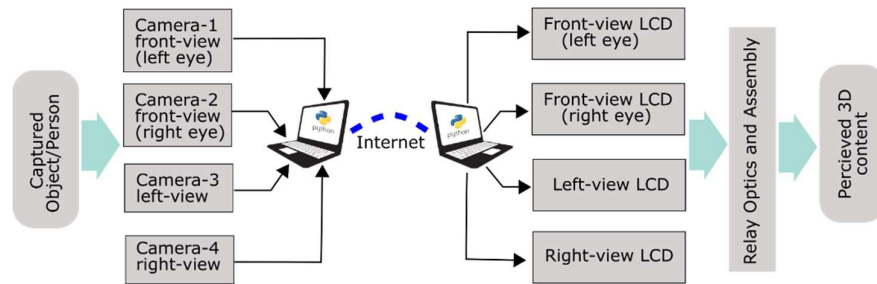 Captured
Object/Person
Camera-1
front-view
(left eye)
Camera-2
front-view
(right eye)
Camera-3
left-view
Camera-4
right-view
python
Internet
python
Front-view LCD
(left eye)
Front-view LCD
(right eye)
Left-view LCD
Right-view LCD
Relay Optics and Assembly
Percieved 3D
content